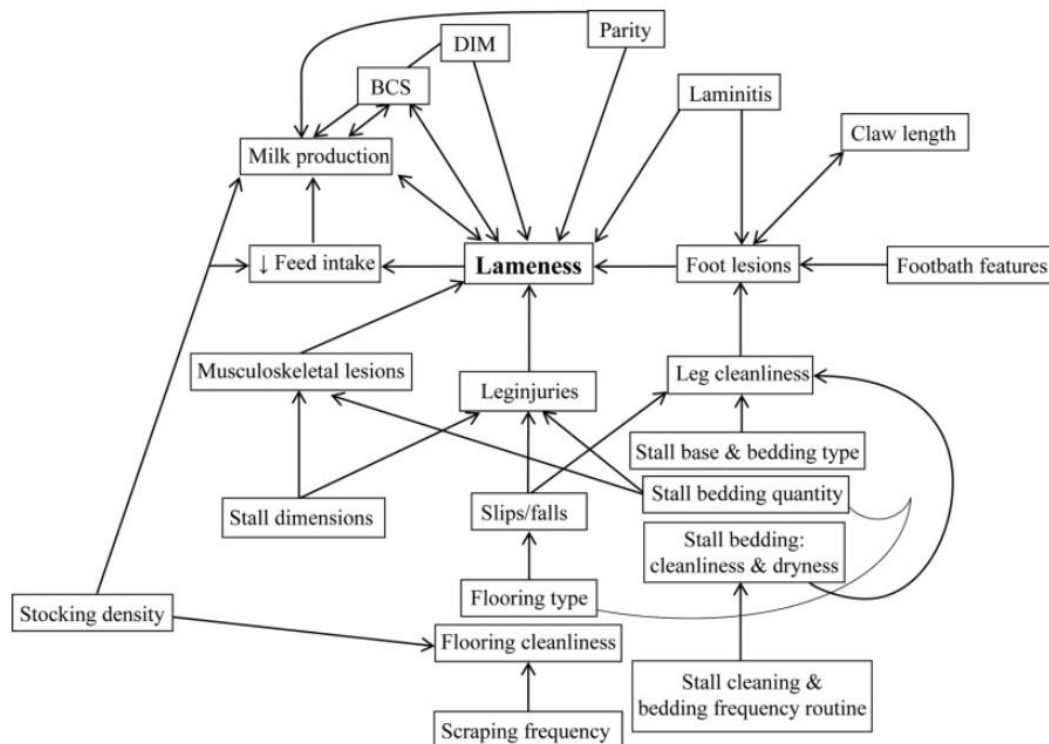 Parity
DIM
BCS
Laminitis
Claw length
Milk production
↓ Feed intake
Lameness
Foot lesions
Footbath features
Musculoskeletal lesions
Leginjuries
Leg cleanliness
Stall base & bedding type
Stall bedding quantity
Stall dimensions
Slips/falls
Stall bedding:
cleanliness & dryness
Flooring type
Stocking density
Flooring cleanliness
Stall cleaning &
bedding frequency routine
Scraping frequency